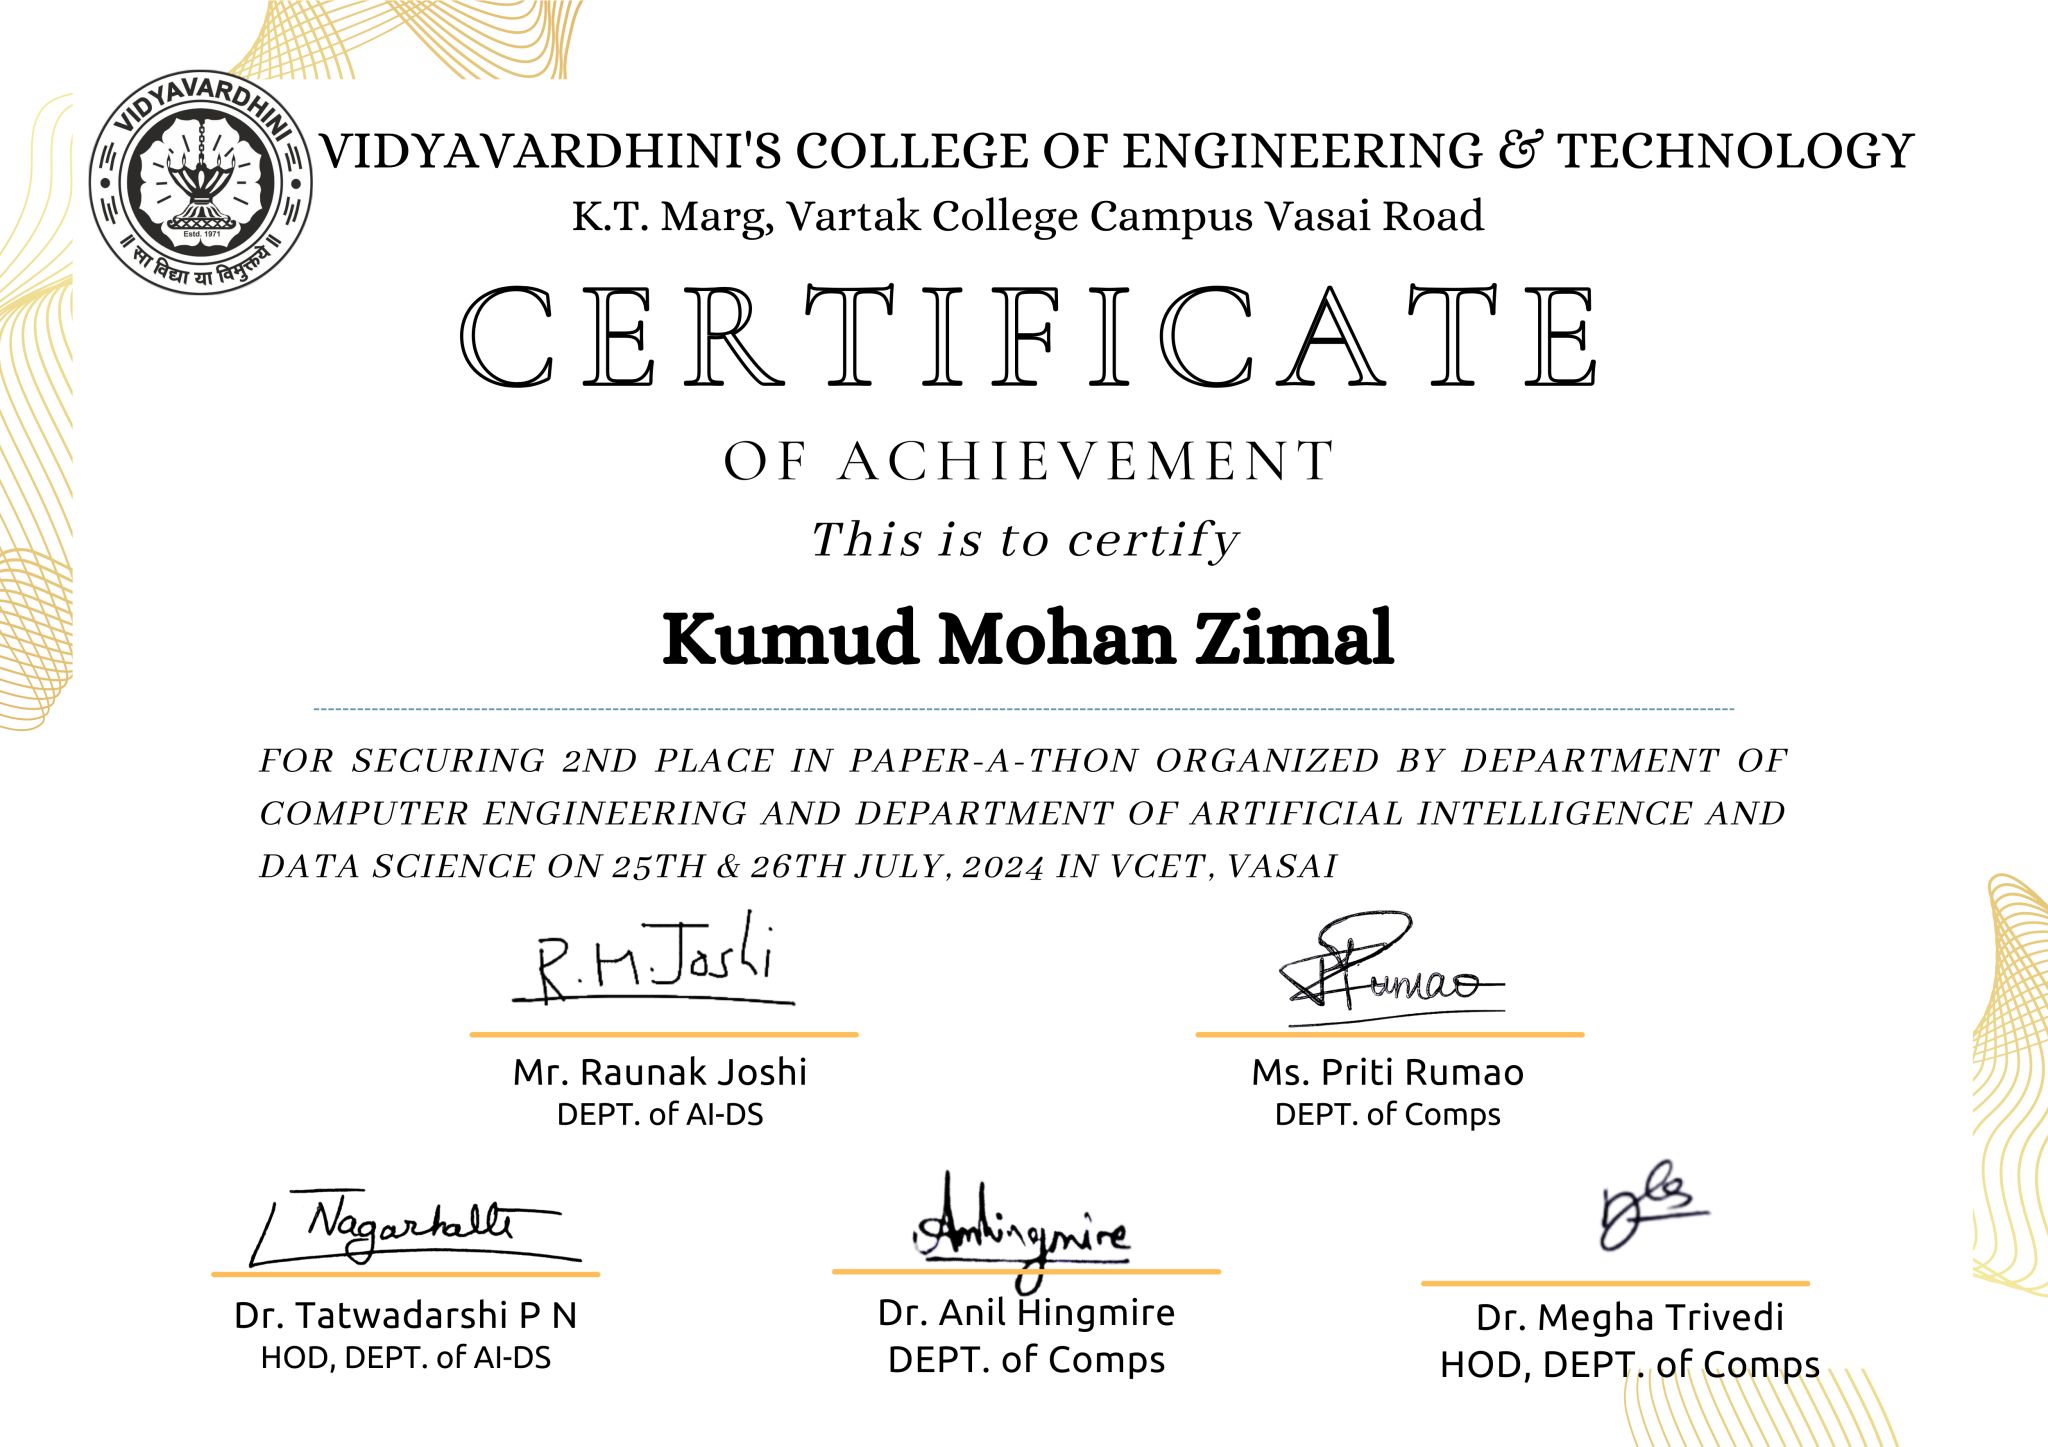 VIDYAVARDHINI
Estd. 1971
॥ सा विद्या या विमुक्तये ॥
VIDYAVARDHINI'S COLLEGE OF ENGINEERING & TECHNOLOGY
K.T. Marg, Vartak College Campus Vasai Road
CERTIFICATE
OF ACHIEVEMENT
This is to certify
Kumud Mohan Zimal
FOR SECURING 2ND PLACE IN PAPER-A-THON ORGANIZED BY DEPARTMENT OF
COMPUTER ENGINEERING AND DEPARTMENT OF ARTIFICIAL INTELLIGENCE AND
DATA SCIENCE ON 25TH & 26TH JULY, 2024 IN VCET, VASAI
R.M.Joshi
Rumao
Mr. Raunak Joshi
Ms. Priti Rumao
DEPT. of AI-DS
DEPT. of Comps
Dr. Tatwadarshi P N
Dr. Anil Hingmire
Dr. Megha Trivedi
HOD, DEPT. of AI-DS
DEPT. of Comps
HOD, DEPT. of Comps